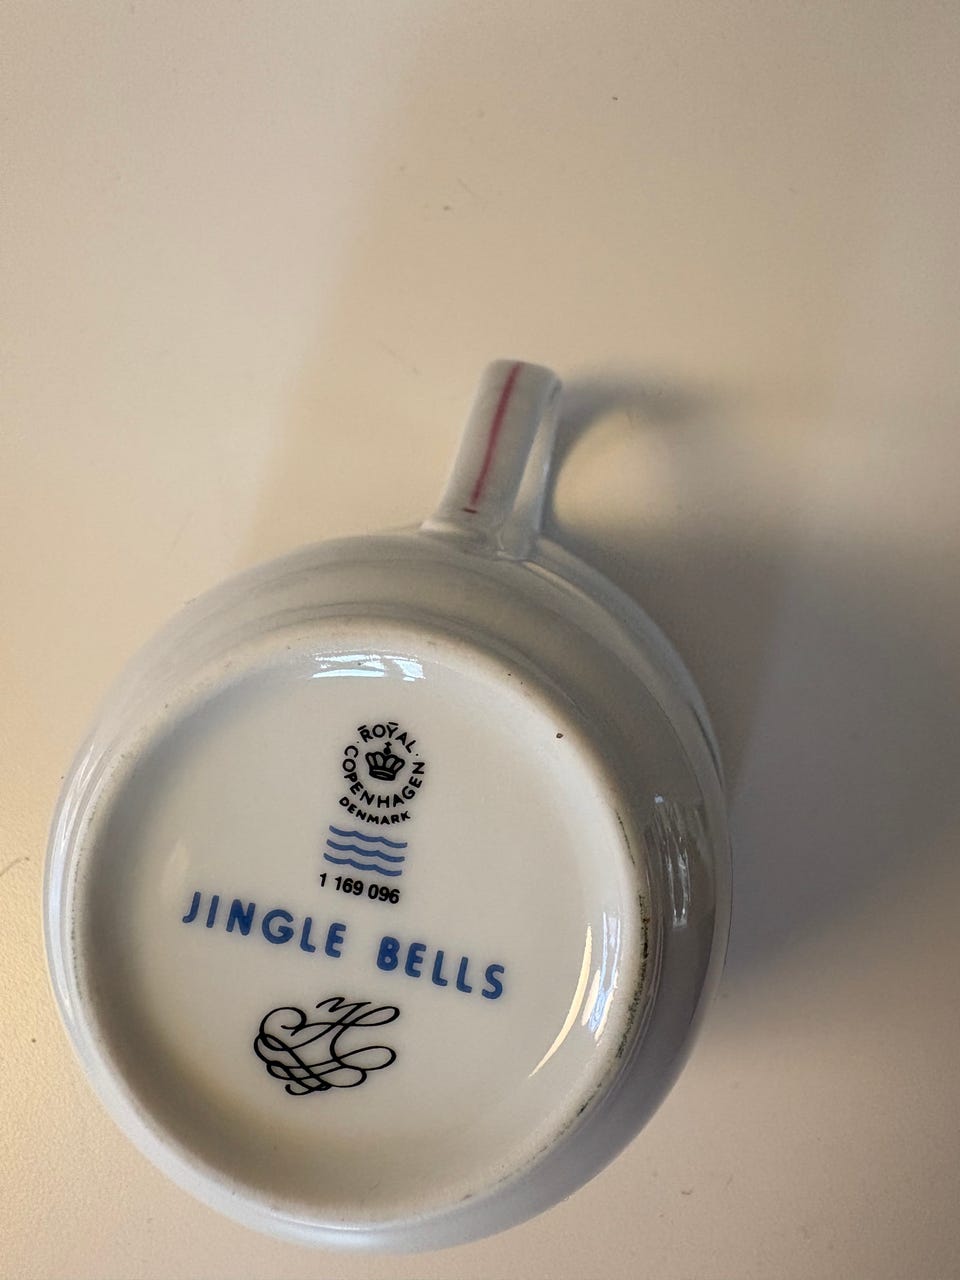 ROYAL
COPENHAGEN
DENMARK
1 169 096
JINGLE BELLS